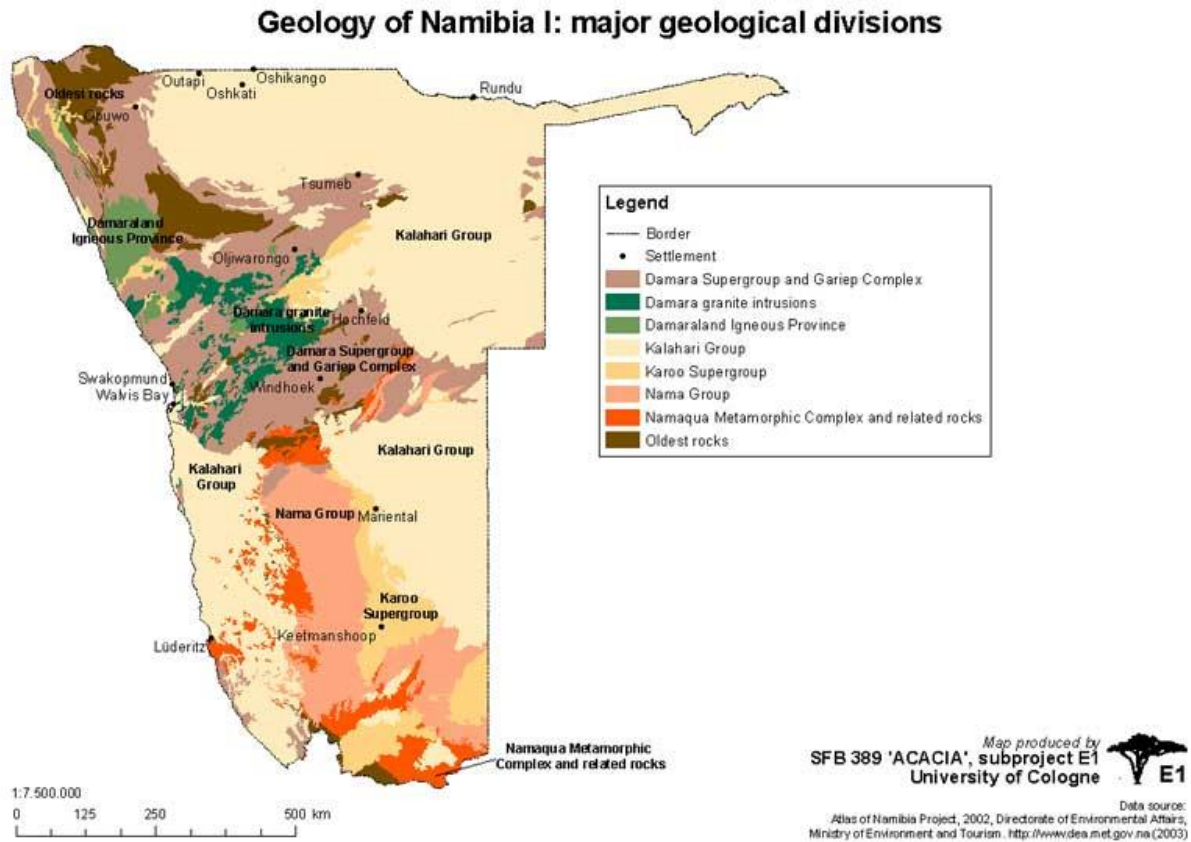 Geology of Namibia I: major geological divisions
Outapi
Oshikango
Oshkati
Rundu
Oldest rocks
Opuwo
Tsumeb
Damaraland
Igneous Province
Kalahari Group
Oljiwarongo
Damara granite
intrusions
Hochfeld
Damara Supergroup
and Gariep Complex
Swakopmund
Walvis Bay
Windhoek
Kalahari Group
Kalahari
Group
Nama Group
Mariental
Karoo
Supergroup
Keetmanshoop
Lüderitz
Namaqua Metamorphic
Complex and related rocks
Legend
Border
Settlement
Damara Supergroup and Gariep Complex
Damara granite intrusions
Damaraland Igneous Province
Kalahari Group
Karoo Supergroup
Nama Group
Namaqua Metamorphic Complex and related rocks
Oldest rocks
1:7.500.000
0 125 250 500 km
Map produced by
SFB 389 'ACACIA', subproject E1
University of Cologne
E1
Data source:
Atlas of Namibia Project, 2002, Directorate of Environmental Affairs,
Ministry of Environment and Tourism. http://www.dea.met.gov.na (2003)